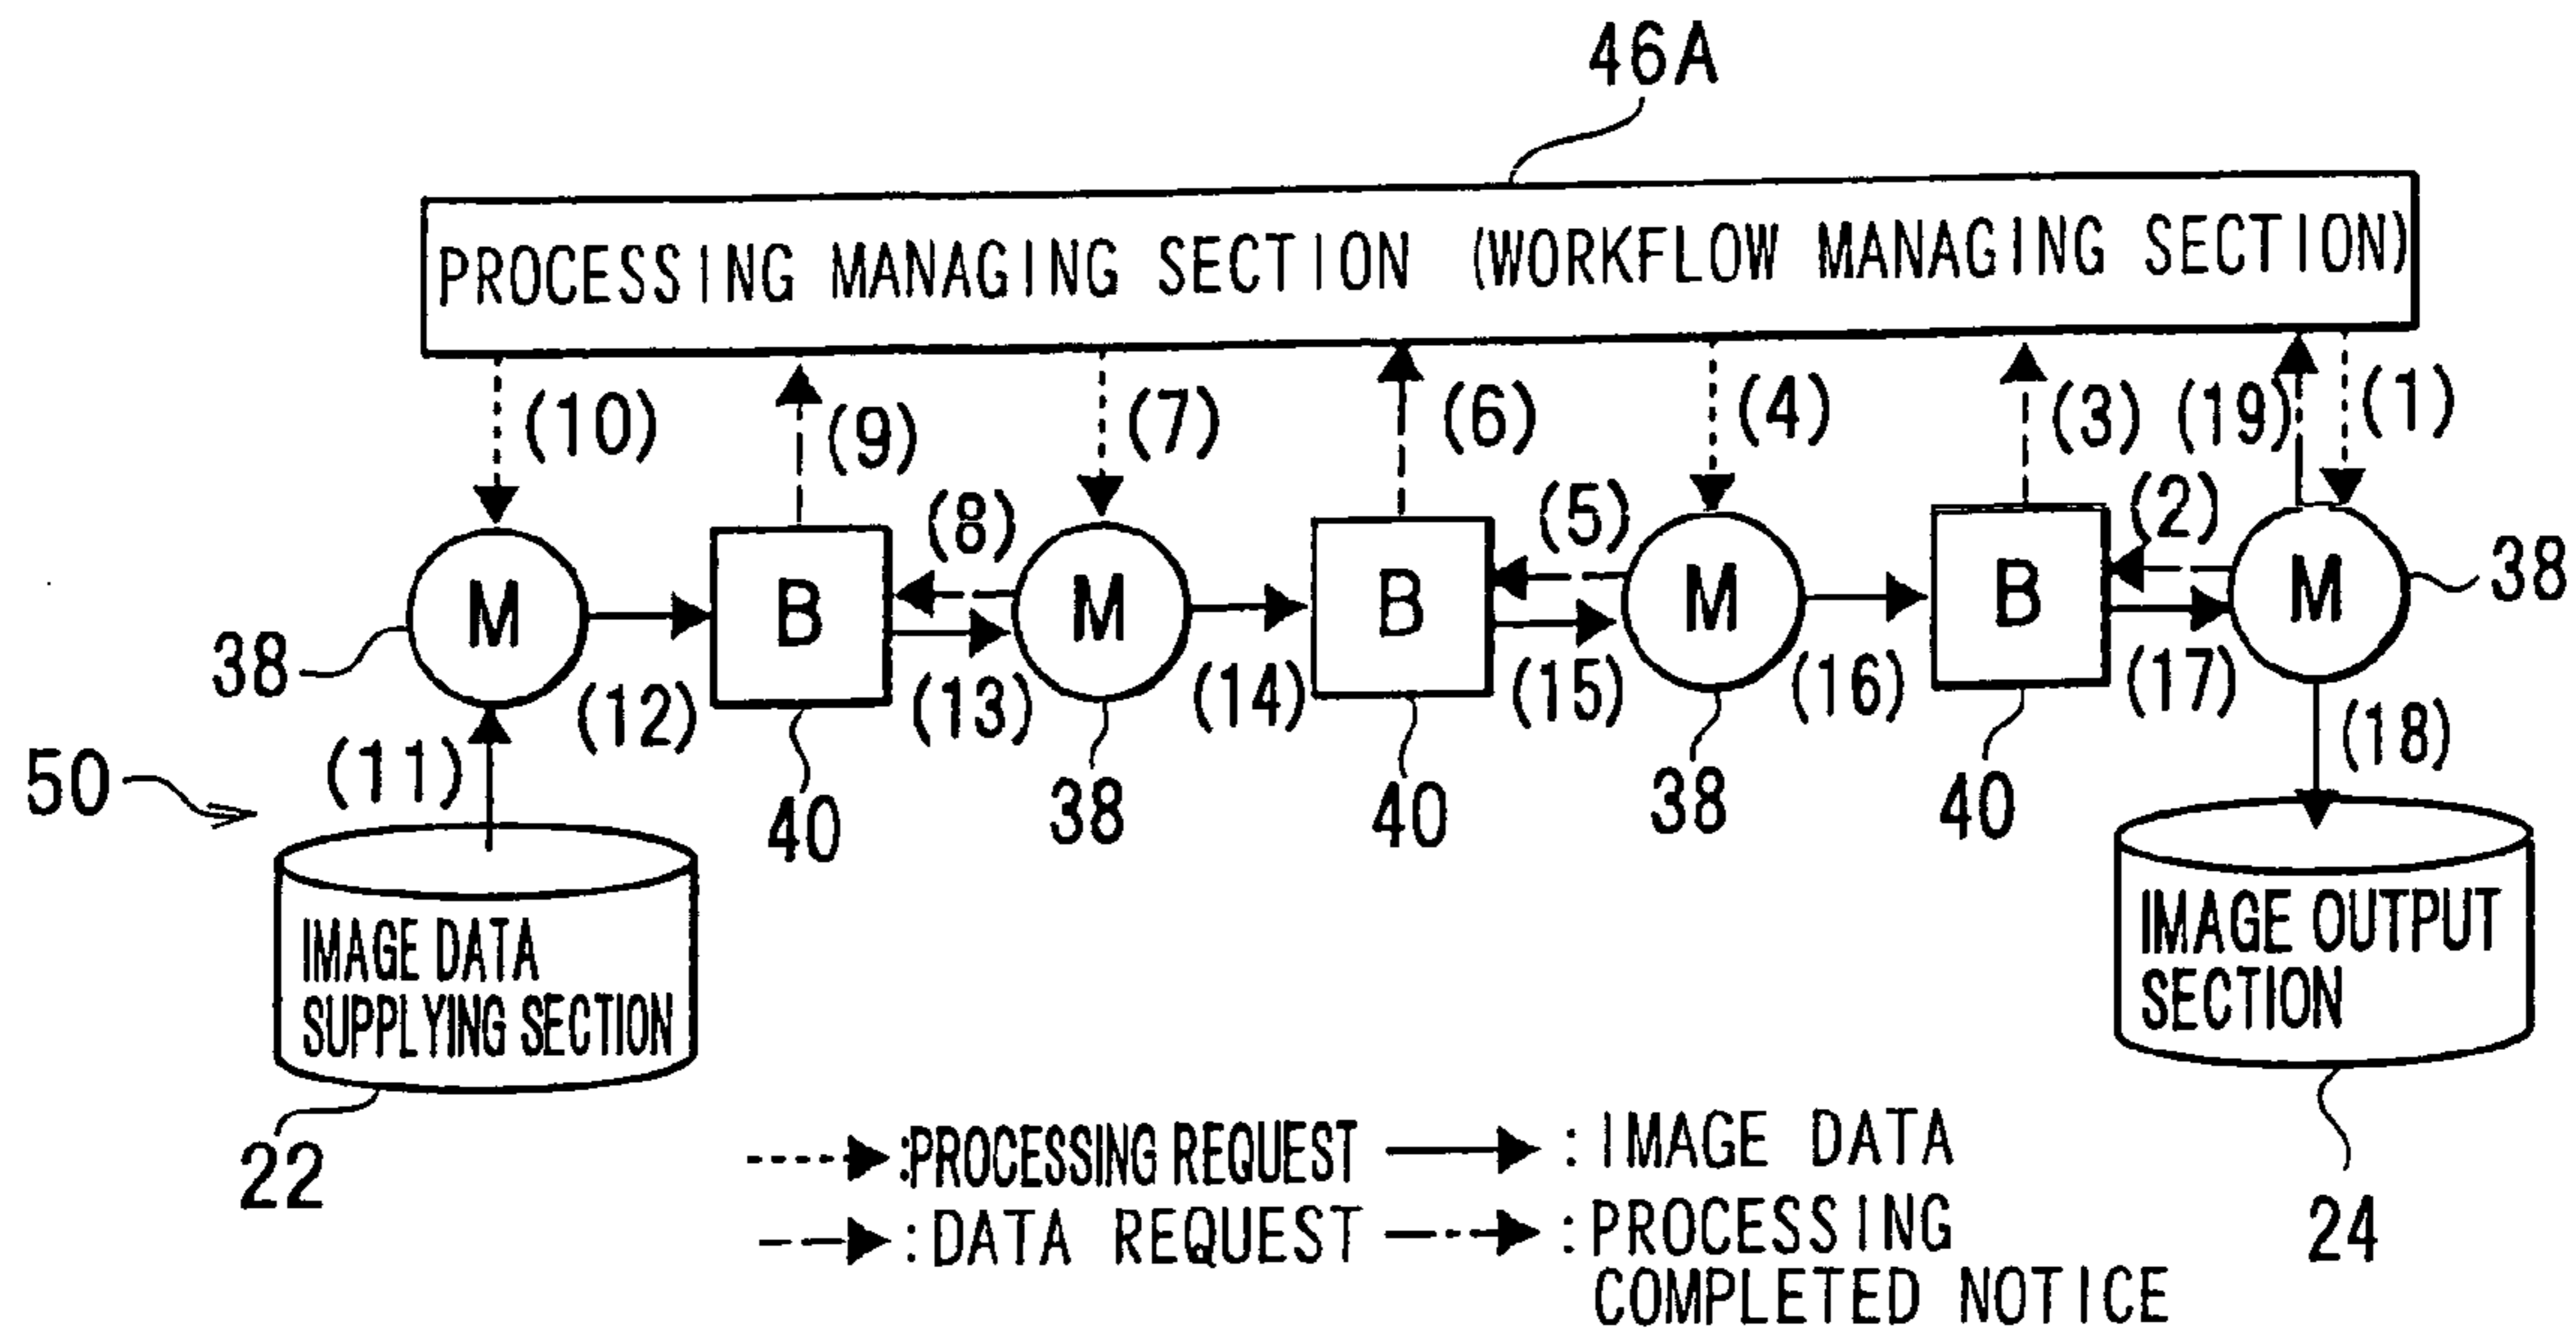 46A
PROCESSING MANAGING SECTION (WORKFLOW MANAGING SECTION)
(10)
(9)
(7)
(6)
(4)
(3)
(19)
(1)
(8)
(5)
(2)
M
B
M
B
M
B
M
38
38
(12)
(13)
(14)
(15)
(16)
(17)
(11)
(18)
50
40
38
40
38
40
IMAGE DATA
SUPPLYING SECTION
IMAGE OUTPUT
SECTION
22
24
:PROCESSING REQUEST
: IMAGE DATA
:DATA REQUEST
:PROCESSING
COMPLETED NOTICE